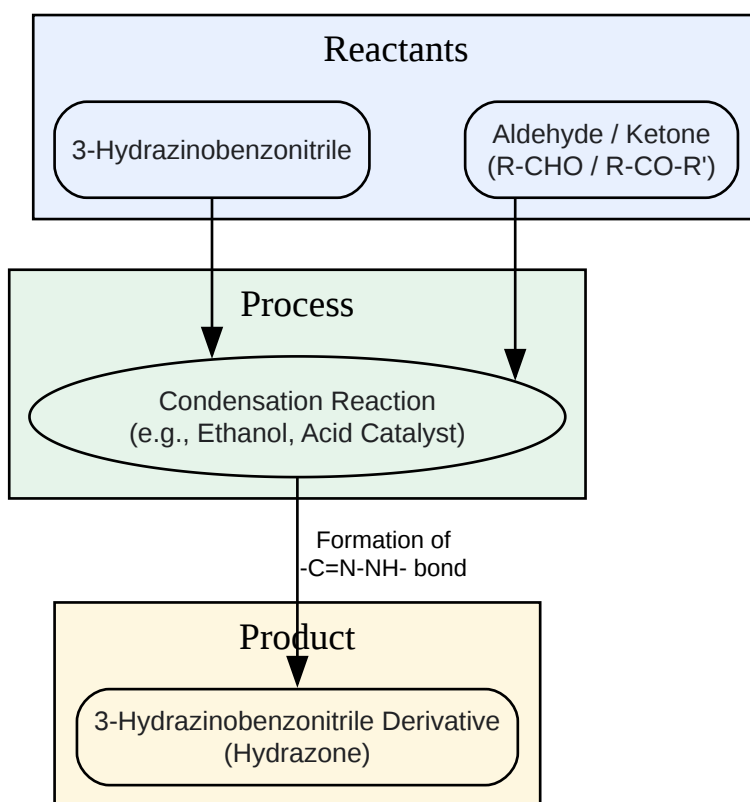 Reactants
3-Hydrazinobenzonitrile
Aldehyde / Ketone
(R-CHO / R-CO-R')
Process
Condensation Reaction
(e.g., Ethanol, Acid Catalyst)
Formation of
-C=N-NH- bond
Product
3-Hydrazinobenzonitrile Derivative
(Hydrazone)